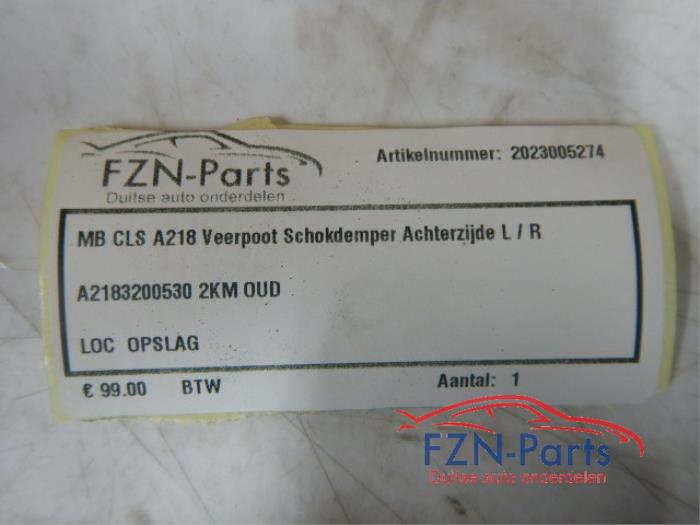 FZN-Parts
Duitse auto onderdelen
Artikelnummer: 2023005274
MB CLS A218 Veerpoot Schokdemper Achterzijde L / R
A2183200530 2KM OUD
LOC OPSLAG
€ 99.00 BTW Aantal: 1
FZN-Parts
Duitse auto onderdelen